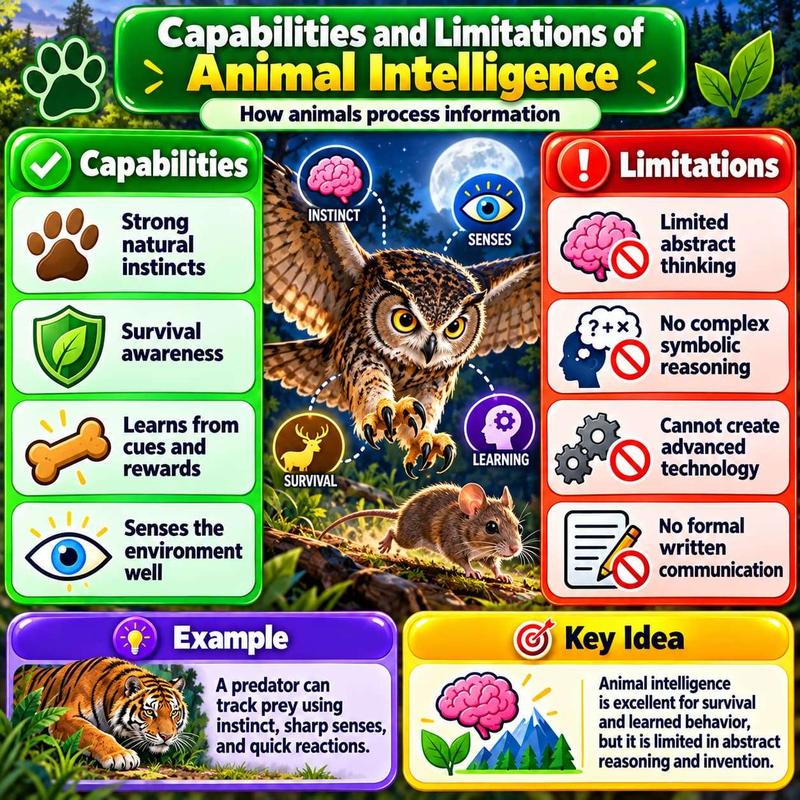 Capabilities and Limitations of
Animal Intelligence
How animals process information
Capabilities
Strong
natural
instincts
Survival
awareness
Learns from
cues and
rewards
Senses the
environment
well
INSTINCT
SENSES
SURVIVAL
LEARNING
Limitations
Limited
abstract
thinking
?+×
No complex
symbolic
reasoning
Cannot create
advanced
technology
No formal
written
communication
Example
A predator can
track prey using
instinct, sharp senses,
and quick reactions.
Key Idea
Animal intelligence
is excellent for survival
and learned behavior,
but it is limited in abstract
reasoning and invention.